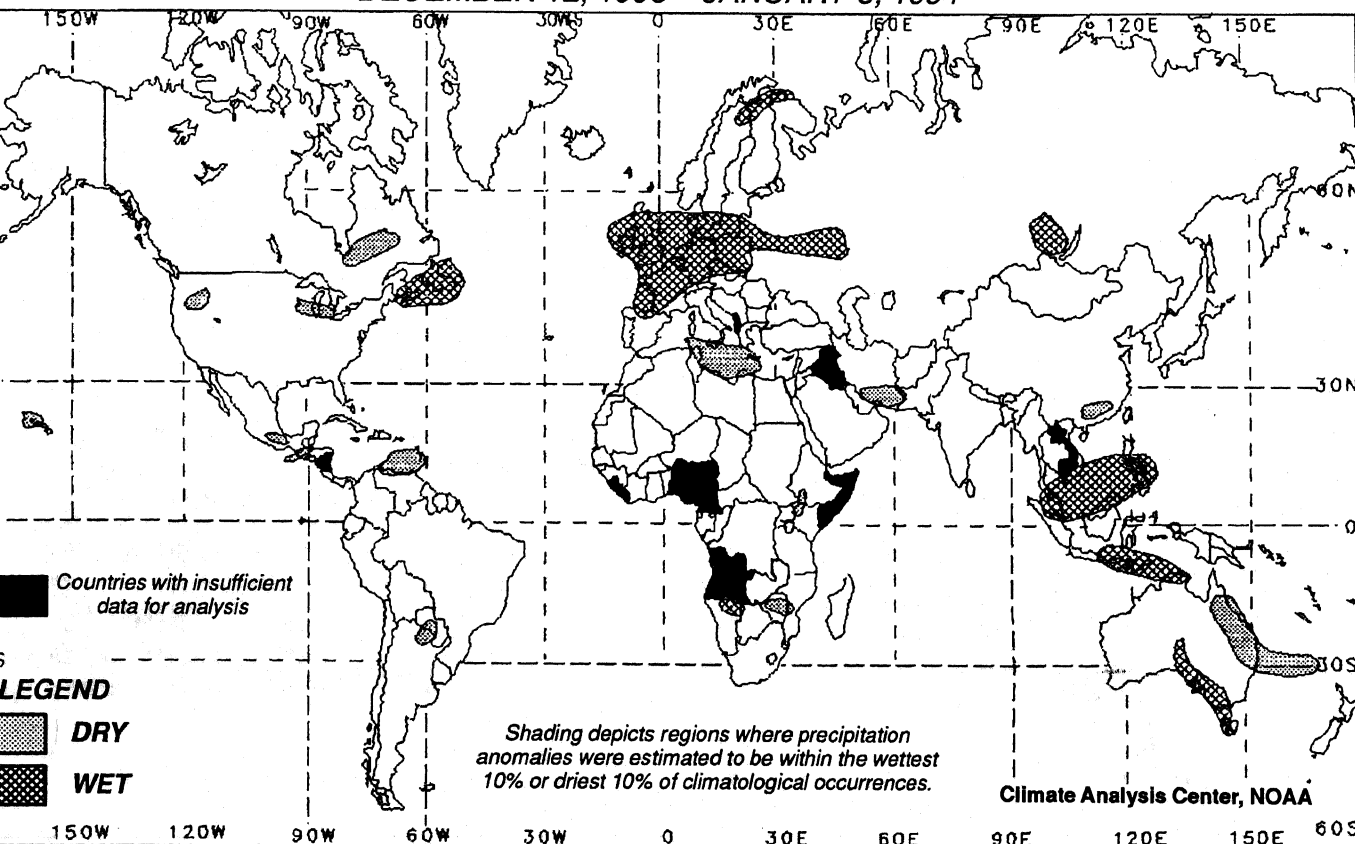 150W 120W 90W 60W 30W 0 30E 60E 90E 120E 150E
60N
30N
0
Countries with insufficient
data for analysis
S
30S
LEGEND
DRY
WET
Shading depicts regions where precipitation
anomalies were estimated to be within the wettest
10% or driest 10% of climatological occurrences.
Climate Analysis Center, NOAA
150W 120W 90W 60W 30W 0 30E 60E 90E 120E 150E
60S